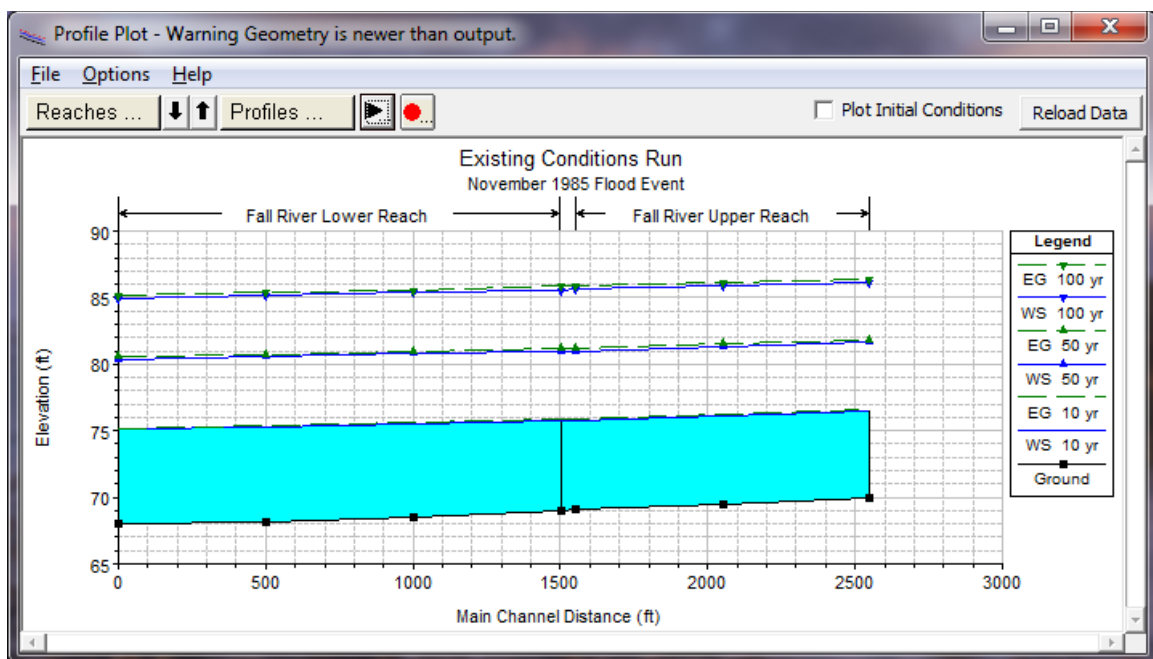 Profile Plot - Warning Geometry is newer than output.
File Options Help
Reaches ... Profiles ... Plot Initial Conditions Reload Data
Existing Conditions Run
November 1985 Flood Event
Fall River Lower Reach Fall River Upper Reach
90
85
80
75
70
65
Elevation (ft)
0 500 1000 1500 2000 2500 3000
Main Channel Distance (ft)
Legend
EG 100 yr
WS 100 yr
EG 50 yr
WS 50 yr
EG 10 yr
WS 10 yr
Ground